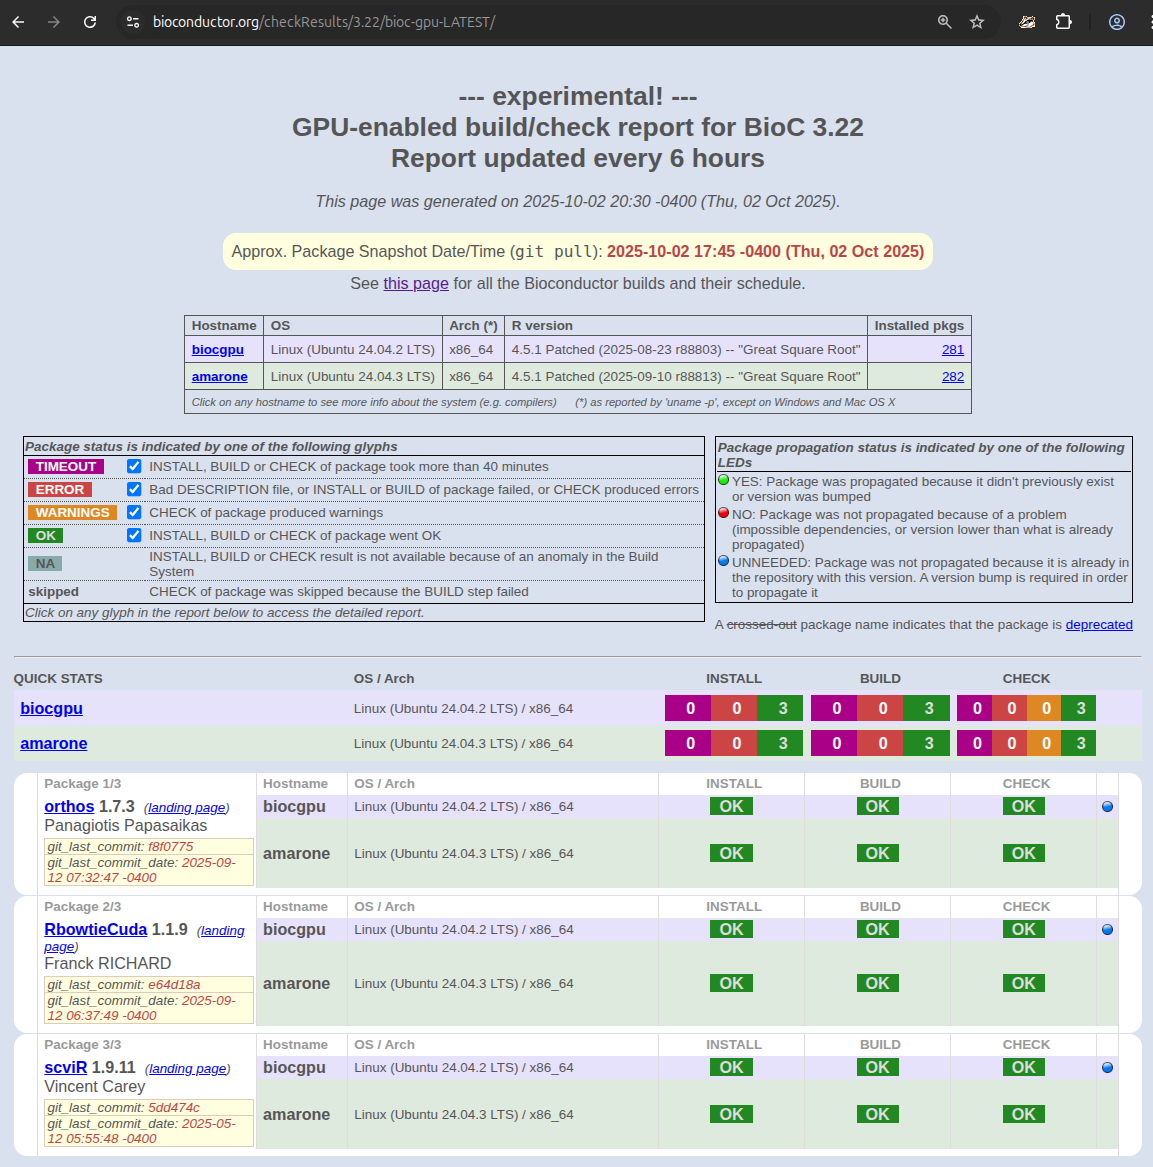 bioconductor.org/checkResults/3.22/bioc-gpu-LATEST/
--- experimental! ---
GPU-enabled build/check report for BioC 3.22
Report updated every 6 hours
This page was generated on 2025-10-02 20:30 -0400 (Thu, 02 Oct 2025).
Approx. Package Snapshot Date/Time (git pull): 2025-10-02 17:45 -0400 (Thu, 02 Oct 2025)
See this page for all the Bioconductor builds and their schedule.
Hostname OS Arch (*) R version Installed pkgs
biocgpu Linux (Ubuntu 24.04.2 LTS) x86_64 4.5.1 Patched (2025-08-23 r88803) -- "Great Square Root" 281
amarone Linux (Ubuntu 24.04.3 LTS) x86_64 4.5.1 Patched (2025-09-10 r88813) -- "Great Square Root" 282
Click on any hostname to see more info about the system (e.g. compilers) (*) as reported by 'uname -p', except on Windows and Mac OS X
Package status is indicated by one of the following glyphs
TIMEOUT INSTALL, BUILD or CHECK of package took more than 40 minutes
ERROR Bad DESCRIPTION file, or INSTALL or BUILD of package failed, or CHECK produced errors
WARNINGS CHECK of package produced warnings
OK INSTALL, BUILD or CHECK of package went OK
NA INSTALL, BUILD or CHECK result is not available because of an anomaly in the Build
System
skipped CHECK of package was skipped because the BUILD step failed
Click on any glyph in the report below to access the detailed report.
Package propagation status is indicated by one of the following
LEDs
YES: Package was propagated because it didn't previously exist
or version was bumped
NO: Package was not propagated because of a problem
(impossible dependencies, or version lower than what is already
propagated)
UNNEEDED: Package was not propagated because it is already in
the repository with this version. A version bump is required in order
to propagate it
A crossed-out package name indicates that the package is deprecated
QUICK STATS OS / Arch INSTALL BUILD CHECK
biocgpu Linux (Ubuntu 24.04.2 LTS) / x86_64 0 0 3 0 0 3 0 0 0 3
amarone Linux (Ubuntu 24.04.3 LTS) / x86_64 0 0 3 0 0 3 0 0 0 3
Package 1/3 Hostname OS / Arch INSTALL BUILD CHECK
orthos 1.7.3 (landing page) biocgpu Linux (Ubuntu 24.04.2 LTS) / x86_64 OK OK OK
Panagiotis Papasaikas
git_last_commit: f8f0775
amarone Linux (Ubuntu 24.04.3 LTS) / x86_64 OK OK OK
git_last_commit_date: 2025-09-
12 07:32:47 -0400
Package 2/3 Hostname OS / Arch INSTALL BUILD CHECK
RbowtieCuda 1.1.9 (landing biocgpu Linux (Ubuntu 24.04.2 LTS) / x86_64 OK OK OK
page)
Franck RICHARD
git_last_commit: e64d18a
amarone Linux (Ubuntu 24.04.3 LTS) / x86_64 OK OK OK
git_last_commit_date: 2025-09-
12 06:37:49 -0400
Package 3/3 Hostname OS / Arch INSTALL BUILD CHECK
scviR 1.9.11 (landing page) biocgpu Linux (Ubuntu 24.04.2 LTS) / x86_64 OK OK OK
Vincent Carey
git_last_commit: 5dd474c
amarone Linux (Ubuntu 24.04.3 LTS) / x86_64 OK OK OK
git_last_commit_date: 2025-05-
12 05:55:48 -0400